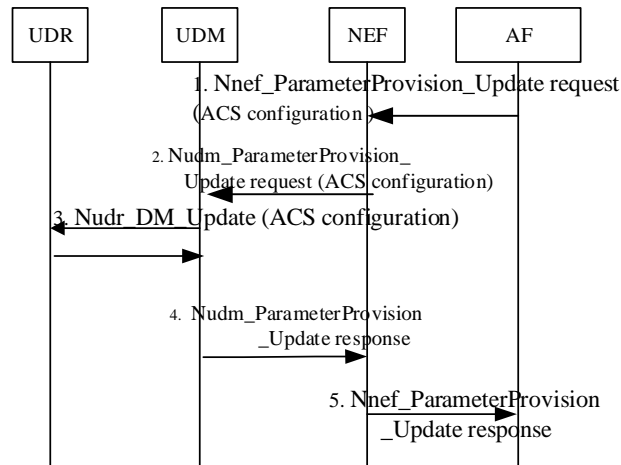 UDR
UDM
NEF
AF
1. Nnef_ParameterProvision_Update request
(ACS configuration )
2. Nudm_ParameterProvision_
Update request (ACS configuration)
3. Nudr_DM_Update (ACS configuration)
4. Nudm_ParameterProvision
_Update response
5. Nnef_ParameterProvision
_Update response